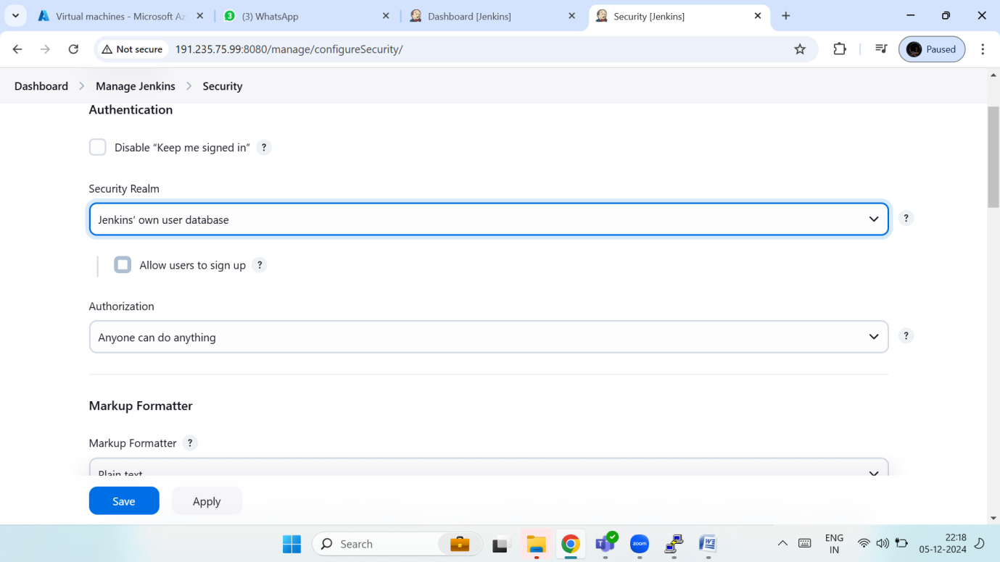 Virtual machines - Microsoft Az
3
(3) WhatsApp
Dashboard [Jenkins]
Security [Jenkins]
Not secure
191.235.75.99:8080/manage/configureSecurity/
Paused
Dashboard > Manage Jenkins > Security
Authentication
Disable “Keep me signed in” ?
Security Realm
Jenkins’ own user database
?
Allow users to sign up ?
Authorization
Anyone can do anything
?
Markup Formatter
Markup Formatter ?
Plain text
Save
Apply
Search
zoom
ENG
IN
22:18
05-12-2024